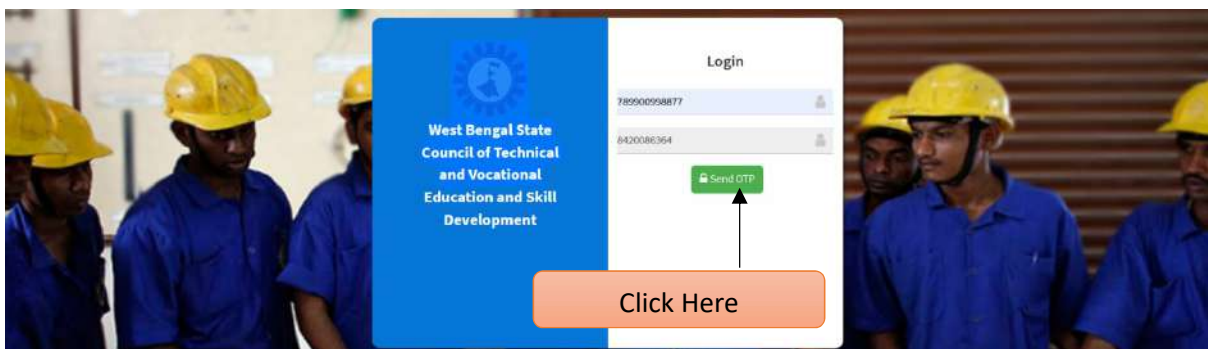 West Bengal State
Council of Technical
and Vocational
Education and Skill
Development
Login
789900998877
8420086364
Send OTP
Click Here